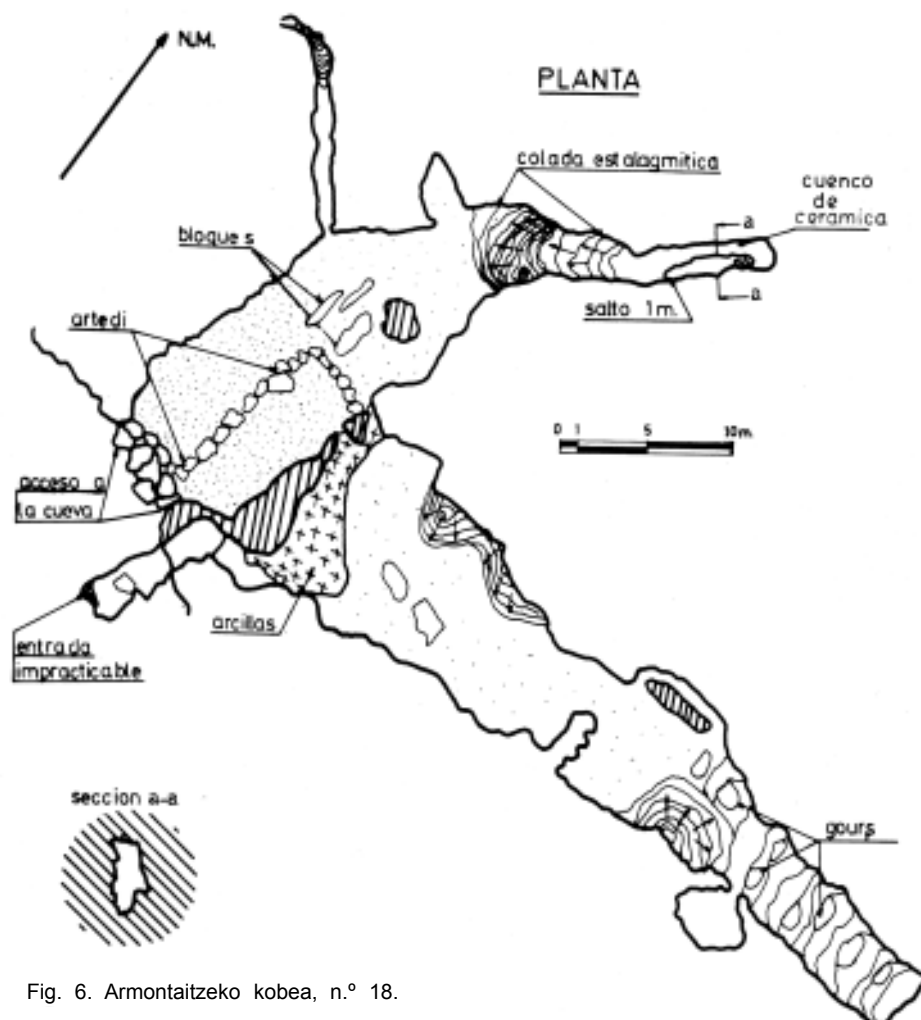 N.M.
PLANTA
colada estalagmitica
cuenco
de
ceramica
a
a
salto 1m.
bloques
artedi
0 1 5 10m.
acceso a
la cueva
arcillas
entrada
impracticable
seccion a-a
gours
Fig. 6. Armontaitzeko kobea, n.º 18.